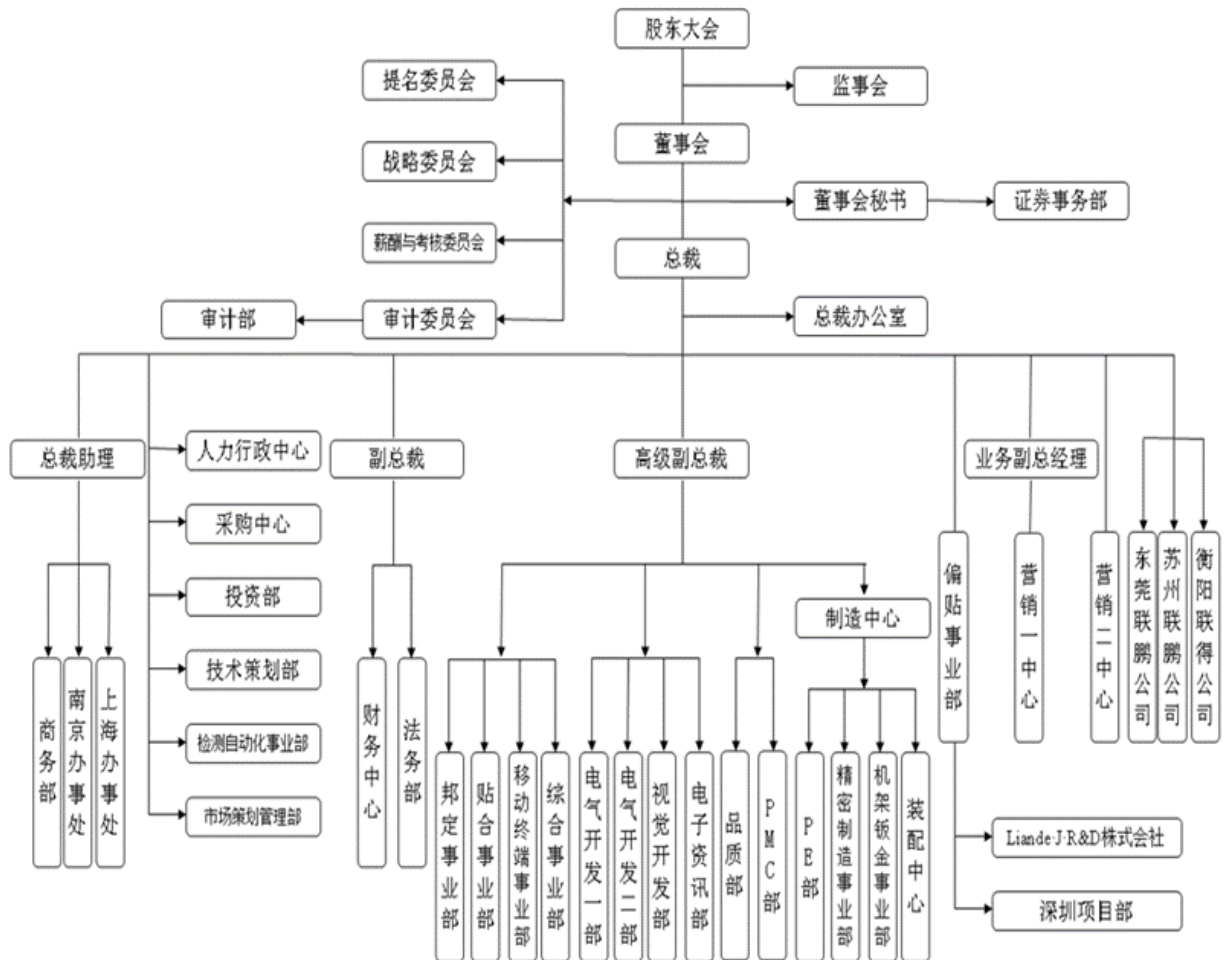 股东大会
提名委员会
监事会
董事会
战略委员会
董事会秘书
证券事务部
薪酬与考核委员会
总裁
审计部
审计委员会
总裁办公室
总裁助理
人力行政中心
副总裁
高级副总裁
业务副总经理
采购中心
投资部
技术策划部
检测自动化事业部
市场策划管理部
制造中心
商务部
南京办事处
上海办事处
财务中心
法务部
偏贴事业部
营销一中心
营销二中心
东莞联鹏公司
苏州联鹏公司
衡阳联得公司
邦定事业部
贴合事业部
移动终端事业部
综合事业部
电气开发一部
电气开发二部
视觉开发部
电子资讯部
品质部
PMC部
PE部
精密制造事业部
机架钣金事业部
装配中心
Liande·J·R&D株式会社
深圳项目部